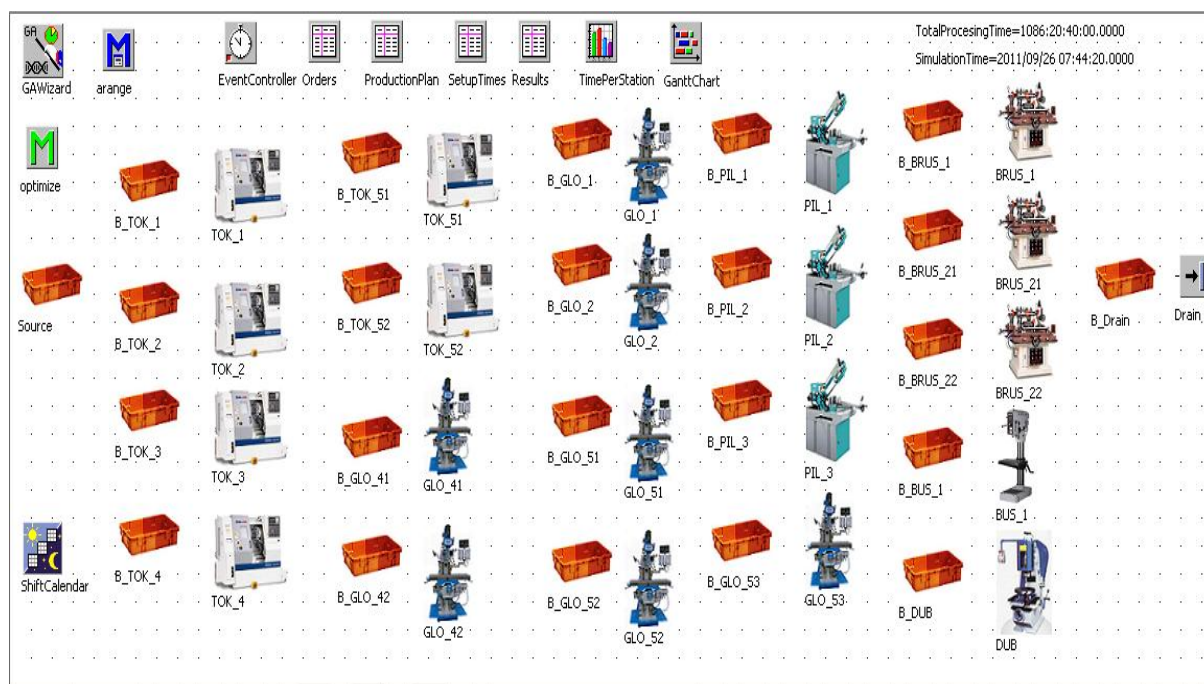 TotalProcesingTime=1086:20:40:00.0000
SimulationTime=2011/09/26 07:44:20.0000
GA
GAWizard
arange
EventController
Orders
ProductionPlan
SetupTimes
Results
TimePerStation
GanttChart
optimize
B_TOK_1
TOK_1
B_TOK_51
TOK_51
B_GLO_1
GLO_1
B_PIL_1
PIL_1
B_BRUS_1
BRUS_1
Source
B_TOK_2
TOK_2
B_TOK_52
TOK_52
B_GLO_2
GLO_2
B_PIL_2
PIL_2
B_BRUS_21
BRUS_21
B_Drain
Drain
B_BRUS_22
BRUS_22
B_TOK_3
TOK_3
B_GLO_41
GLO_41
B_GLO_51
GLO_51
B_PIL_3
PIL_3
B_BUS_1
BUS_1
ShiftCalendar
B_TOK_4
TOK_4
B_GLO_42
GLO_42
B_GLO_52
GLO_52
B_GLO_53
GLO_53
B_DUB
DUB